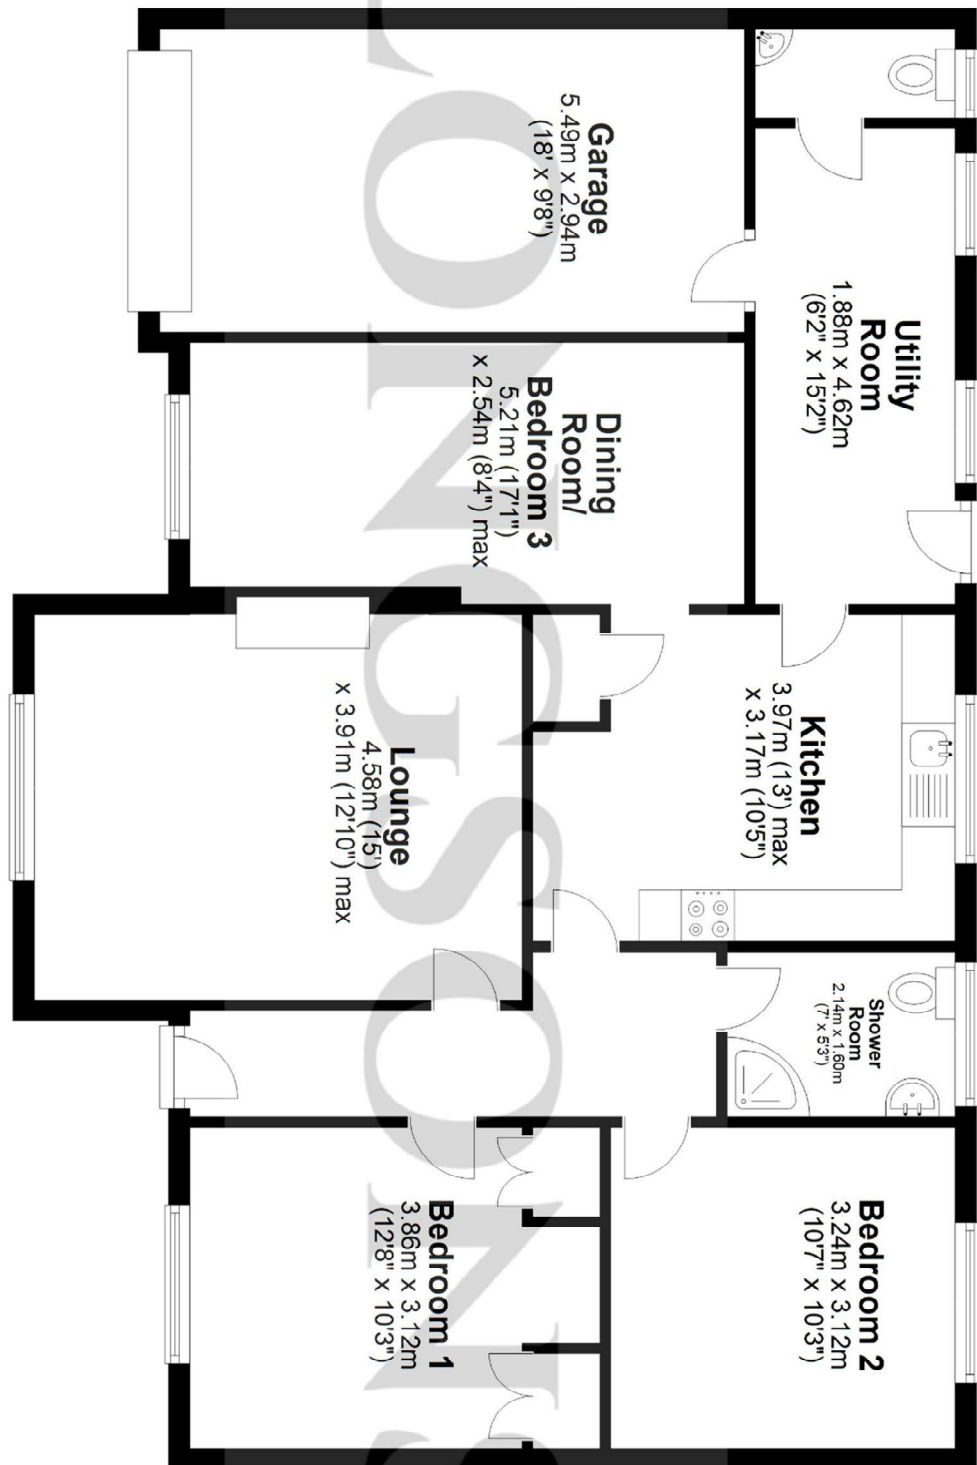 Garage
5.49m x 2.94m
(18' x 9'8")
Utility
Room
1.88m x 4.62m
(6'2" x 15'2")
Dining
Room/
Bedroom 3
5.21m (17'1")
x 2.54m (8'4") max
Kitchen
3.97m (13') max
x 3.17m (10'5")
Lounge
4.58m (15')
x 3.91m (12'10") max
Shower
Room
2.14m x 1.60m
(7' x 5'3")
Bedroom 2
3.24m x 3.12m
(10'7" x 10'3")
Bedroom 1
3.86m x 3.12m
(12'8" x 10'3")
ONGSON